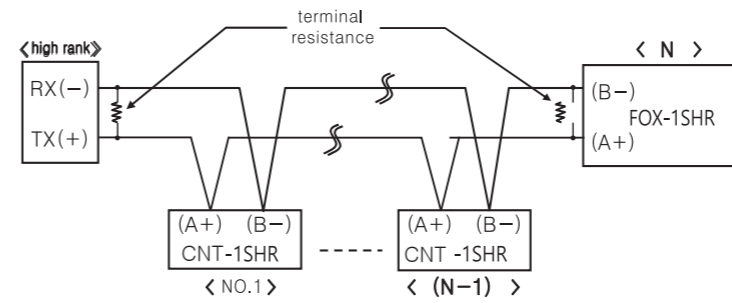 terminal
resistance
《high rank》
RX(−)
TX(+)
〈 N 〉
(B−)
FOX-1SHR
(A+)
(A+) (B−)
CNT-1SHR
〈 NO.1 〉
(A+) (B−)
CNT -1SHR
〈 (N−1) 〉